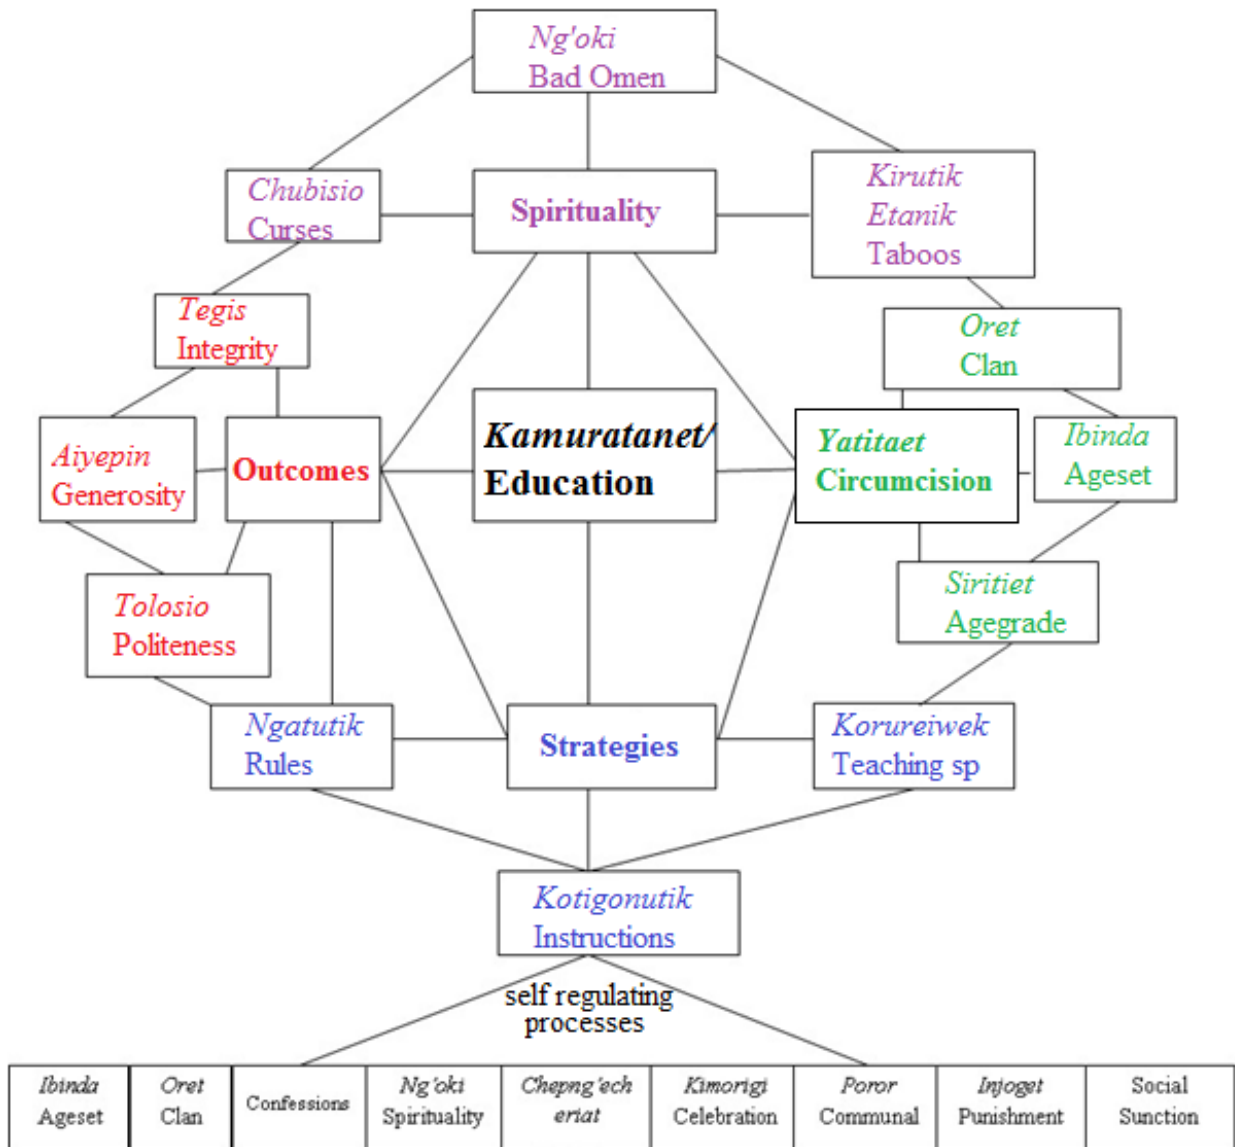 Ng'oki
Bad Omen
Chubisio
Curses
Spirituality
Kirutik
Etanik
Taboos
Tegis
Integrity
Oret
Clan
Aiyepin
Generosity
Outcomes
Kamuratanet/
Education
Yatitaet
Circumcision
Ibinda
Ageset
Tolosio
Politeness
Siritiet
Agegrade
Ngatutik
Rules
Strategies
Korureiwek
Teaching sp
Kotigonutik
Instructions
self regulating
processes
Ibinda
Ageset
Oret
Clan
Confessions
Ng'oki
Spirituality
Chepng'ech
eriat
Kimorigi
Celebration
Poror
Communal
Injoget
Punishment
Social
Sunction